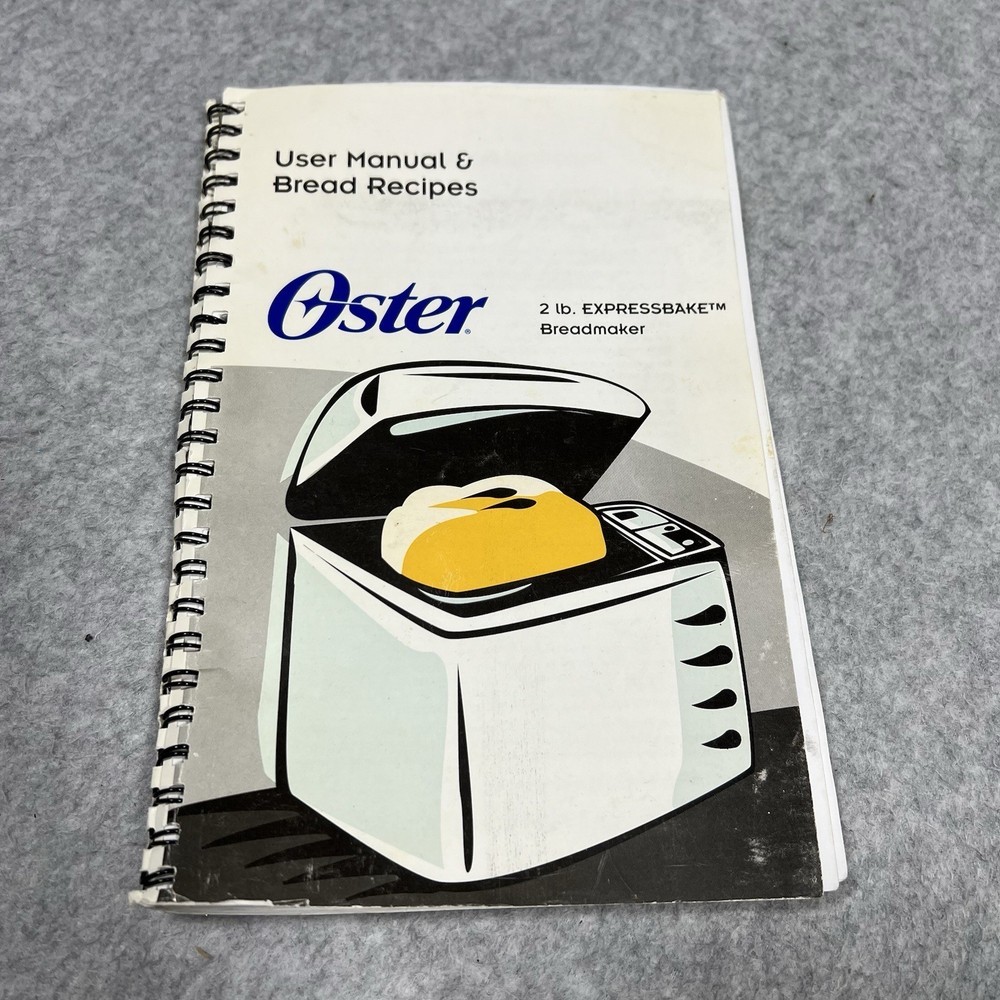 User Manual &
Bread Recipes
Oster®
2 lb. EXPRESSBAKE™
Breadmaker